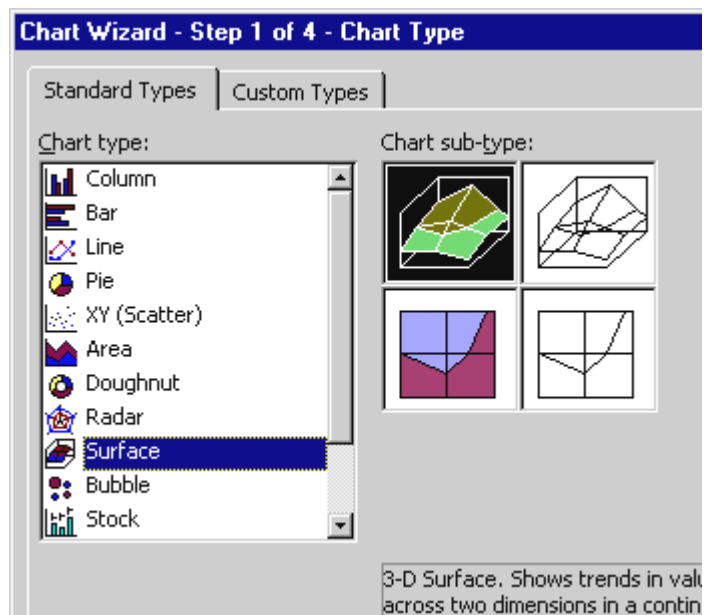 Chart Wizard - Step 1 of 4 - Chart Type
Standard Types
Custom Types
Chart type:
Chart sub-type:
Column
Bar
Line
Pie
XY (Scatter)
Area
Doughnut
Radar
Surface
Bubble
Stock
3-D Surface. Shows trends in
across two dimensions in a